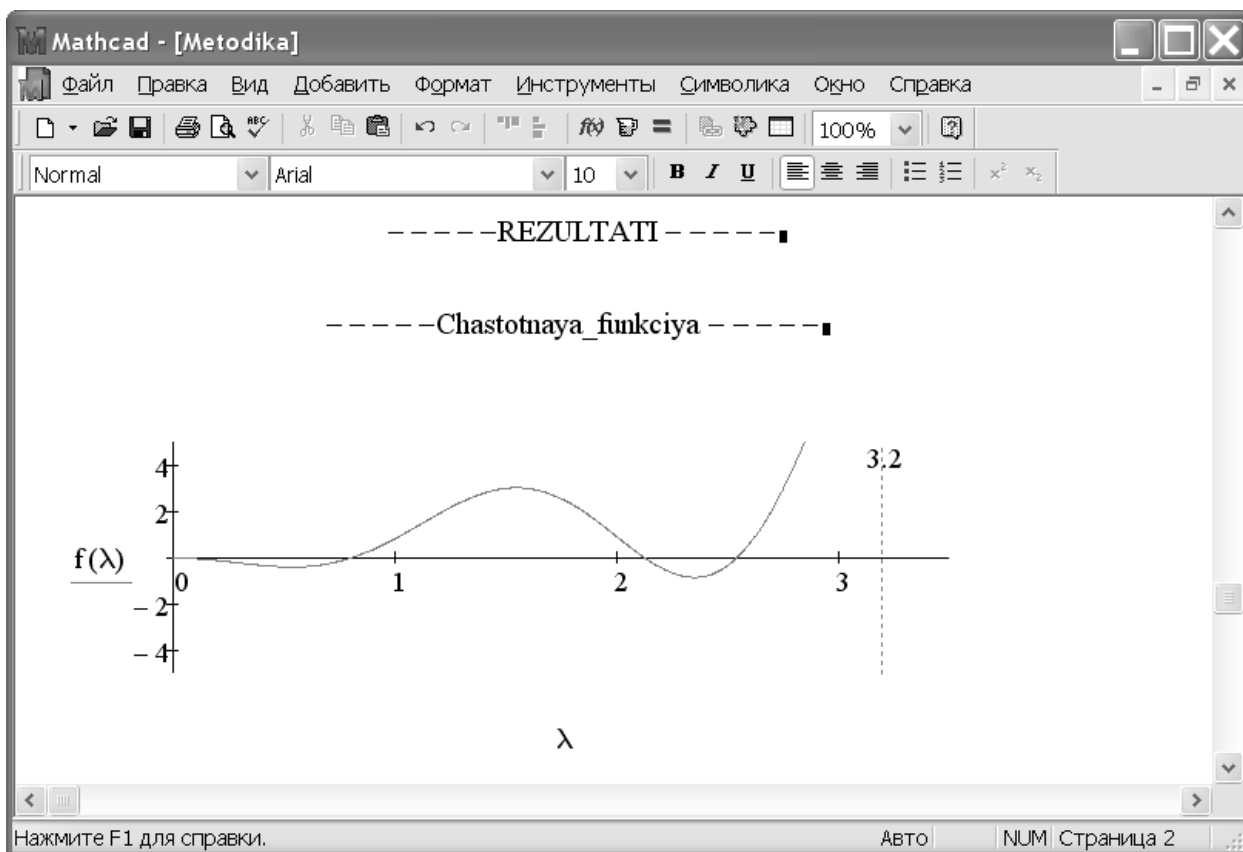 Mathcad - [Metodika]
Файл Правка Вид Добавить Формат Инструменты Символика Окно Справка
100%
Normal Arial 10 B I U
-----REZULTATI-----
-----Chastotnaya_funkciya-----
4
3.2
2
f(λ)
0 1 2 3
-2
-4
λ
Нажмите F1 для справки. Авто NUM Страница 2